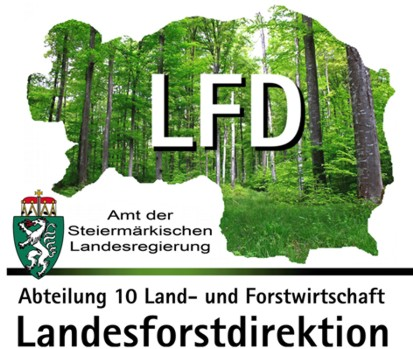 LFD
Amt der
Steiermärkischen
Landesregierung
Abteilung 10 Land- und Forstwirtschaft
Landesforstdirektion